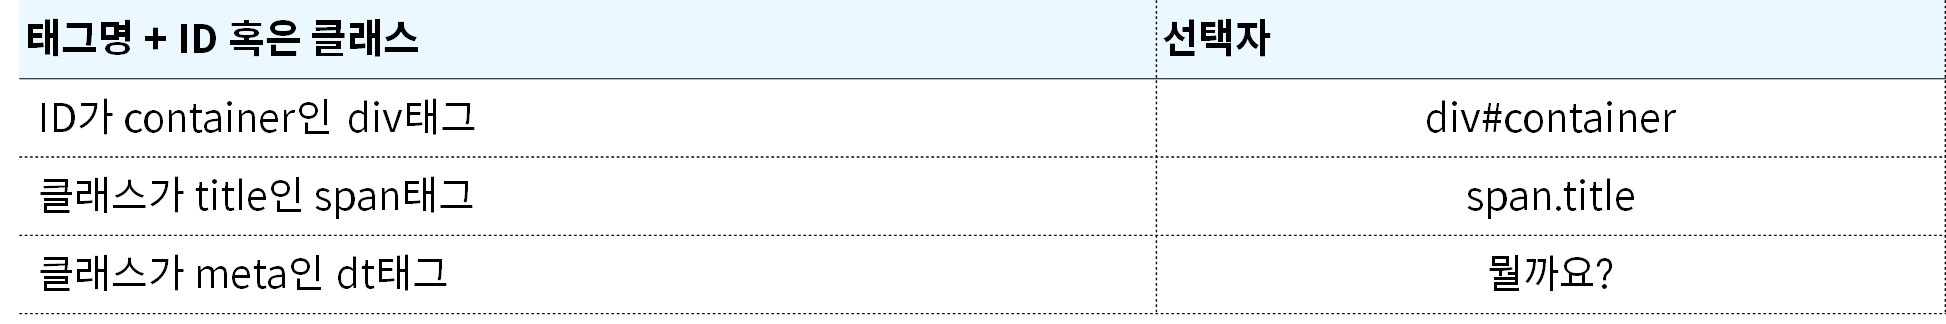 태그명 + ID 혹은 클래스 선택자
ID가 container인 div태그 div#container
클래스가 title인 span태그 span.title
클래스가 meta인 dt태그 뭘까요?